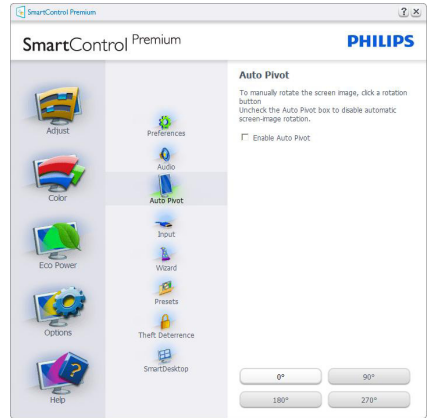 SmartControl Premium
SmartControl Premium
PHILIPS
Adjust
Color
Eco Power
Options
Help
Preferences
Audio
Auto Pivot
Input
Wizard
Presets
Theft Deterrence
SmartDesktop
Auto Pivot
To manually rotate the screen image, click a rotation
button
Uncheck the Auto Pivot box to disable automatic
screen-image rotation.
Enable Auto Pivot
0°
90°
180°
270°